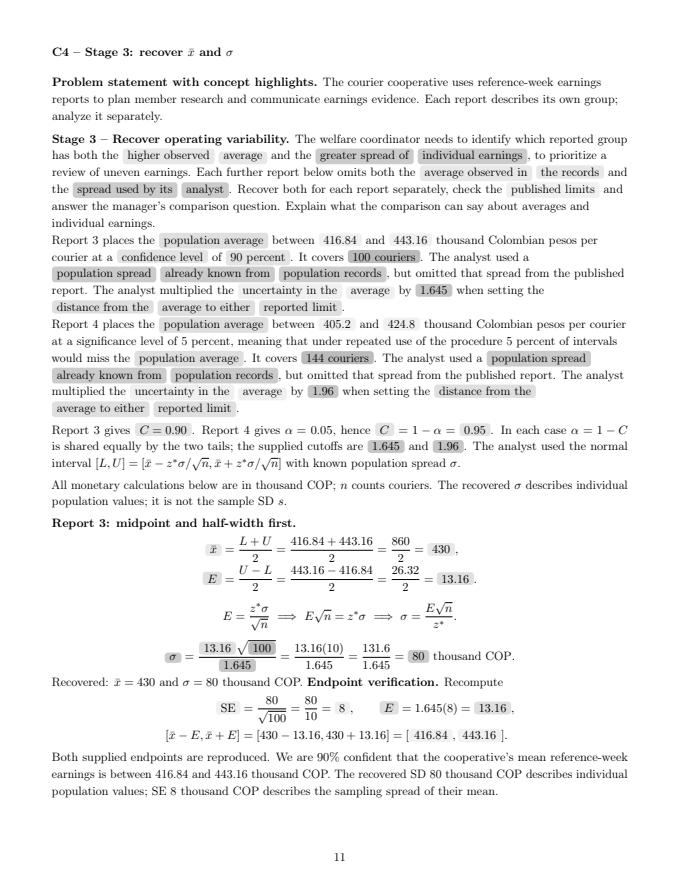 C4 – Stage 3: recover x̄ and σ
Problem statement with concept highlights. The courier cooperative uses reference-week earnings
reports to plan member research and communicate earnings evidence. Each report describes its own group;
analyze it separately.
Stage 3 – Recover operating variability. The welfare coordinator needs to identify which reported group
has both the higher observed average and the greater spread of individual earnings, to prioritize a
review of uneven earnings. Each further report below omits both the average observed in the records and
the spread used by its analyst. Recover both for each report separately, check the published limits and
answer the manager's comparison question. Explain what the comparison can say about averages and
individual earnings.
Report 3 places the population average between 416.84 and 443.16 thousand Colombian pesos per
courier at a confidence level of 90 percent. It covers 100 couriers. The analyst used a
population spread already known from population records, but omitted that spread from the published
report. The analyst multiplied the uncertainty in the average by 1.645 when setting the
distance from the average to either reported limit.
Report 4 places the population average between 405.2 and 424.8 thousand Colombian pesos per courier
at a significance level of 5 percent, meaning that under repeated use of the procedure 5 percent of intervals
would miss the population average. It covers 144 couriers. The analyst used a population spread
already known from population records, but omitted that spread from the published report. The analyst
multiplied the uncertainty in the average by 1.96 when setting the distance from the
average to either reported limit.
Report 3 gives C = 0.90. Report 4 gives α = 0.05, hence C = 1 − α = 0.95. In each case α = 1 − C
is shared equally by the two tails; the supplied cutoffs are 1.645 and 1.96. The analyst used the normal
interval [L, U] = [x̄ − z*σ/√n, x̄ + z*σ/√n] with known population spread σ.
All monetary calculations below are in thousand COP; n counts couriers. The recovered σ describes individual
population values; it is not the sample SD s.
Report 3: midpoint and half-width first.
x̄ = (L + U)/2 = (416.84 + 443.16)/2 = 860/2 = 430,
E = (U − L)/2 = (443.16 − 416.84)/2 = 26.32/2 = 13.16.
E = z*σ/√n ⟹ E√n = z*σ ⟹ σ = E√n/z*.
σ = 13.16 √100/1.645 = 13.16(10)/1.645 = 131.6/1.645 = 80 thousand COP.
Recovered: x̄ = 430 and σ = 80 thousand COP. Endpoint verification. Recompute
SE = 80/√100 = 80/10 = 8, E = 1.645(8) = 13.16,
[x̄ − E, x̄ + E] = [430 − 13.16, 430 + 13.16] = [416.84, 443.16].
Both supplied endpoints are reproduced. We are 90% confident that the cooperative's mean reference-week
earnings is between 416.84 and 443.16 thousand COP. The recovered SD 80 thousand COP describes individual
population values; SE 8 thousand COP describes the sampling spread of their mean.
11